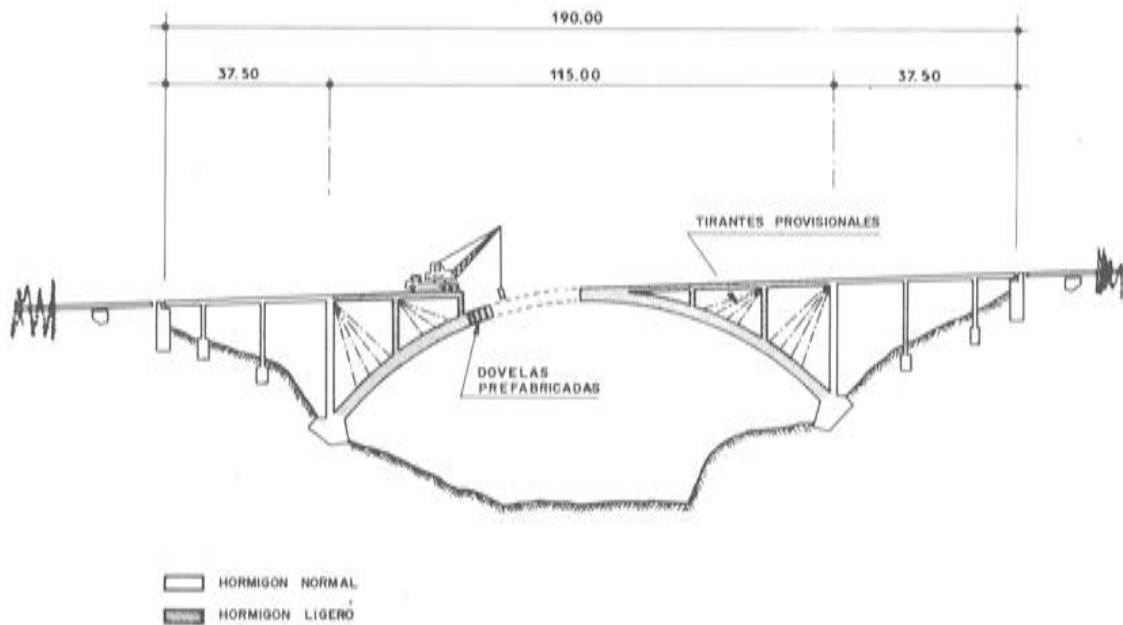 190.00
37.50 115.00 37.50
TIRANTES PROVISIONALES
DOVELAS
PREFABRICADAS
HORMIGON NORMAL
HORMIGON LIGERO